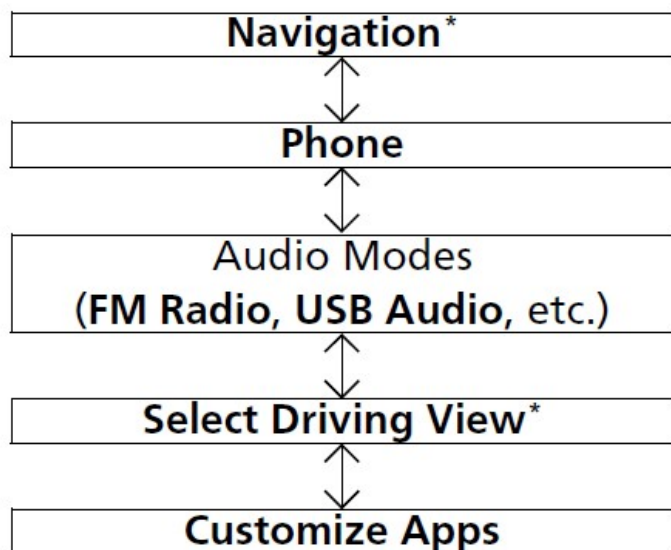 Navigation*
Phone
Audio Modes
(FM Radio, USB Audio, etc.)
Select Driving View*
Customize Apps